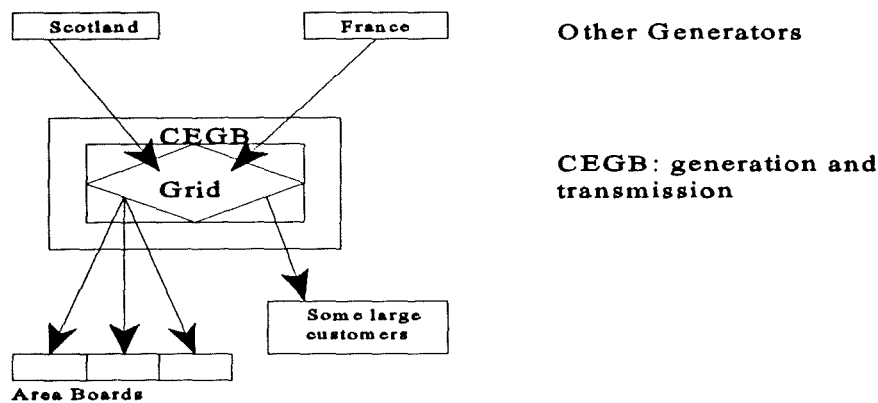 Scotland
France
Other Generators
CEGB
Grid
CEGB: generation and
transmission
Some large
customers
Area Boards